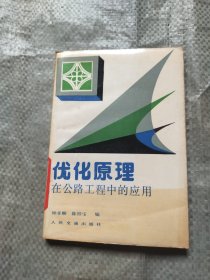 优化原理
在公路工程中的应用
编
人民交通出版社